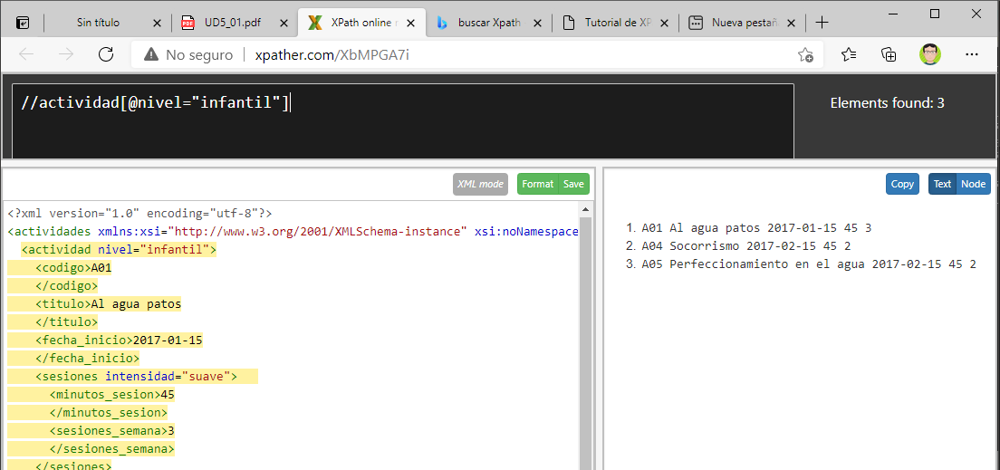 Sin título
UD5_01.pdf
XPath online r
buscar Xpath
Tutorial de XP
Nueva pestaña
No seguro
xpather.com/XbMPGA7i
//actividad[@nivel="infantil"]
Elements found: 3
XML mode
Format
Save
Copy
Text
Node
<?xml version="1.0" encoding="utf-8"?>
<actividades xmlns:xsi="http://www.w3.org/2001/XMLSchema-instance" xsi:noNamespace
<actividad nivel="infantil">
<codigo>A01
</codigo>
<titulo>Al agua patos
</titulo>
<fecha_inicio>2017-01-15
</fecha_inicio>
<sesiones intensidad="suave">
<minutos_sesion>45
</minutos_sesion>
<sesiones_semana>3
</sesiones_semana>
</sesiones>
1. A01 Al agua patos 2017-01-15 45 3
2. A04 Socorrismo 2017-02-15 45 2
3. A05 Perfeccionamiento en el agua 2017-02-15 45 2